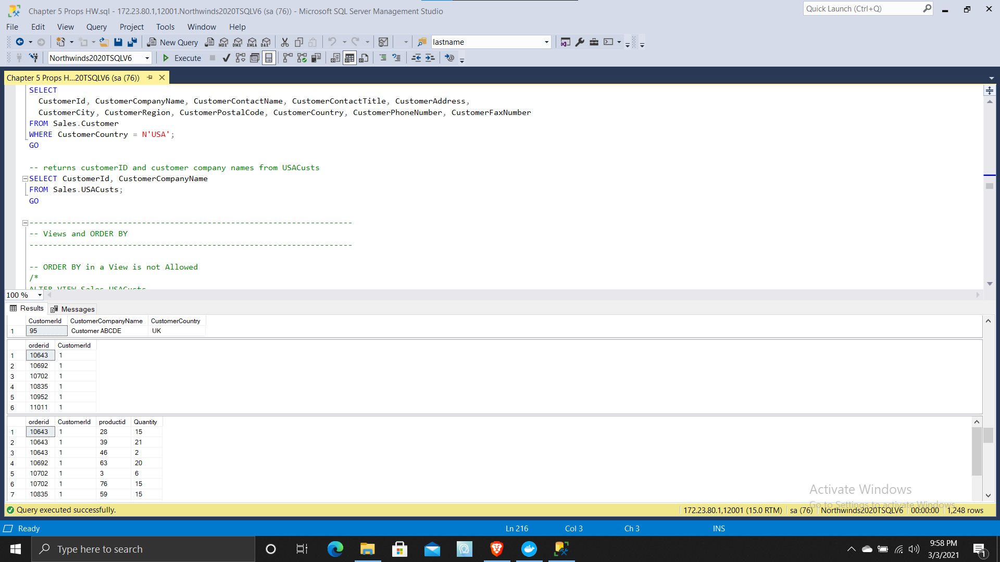 Chapter 5 Props HW.sql - 172.23.80.1,12001.Northwinds2020TSQLV6 (sa (76)) - Microsoft SQL Server Management Studio
Quick Launch (Ctrl+Q)
File Edit View Query Project Tools Window Help
New Query MDX DMX XMLA DAX lastname
Northwinds2020TSQLV6 Execute
Chapter 5 Props H...20TSQLV6 (sa (76))
SELECT
CustomerId, CustomerCompanyName, CustomerContactName, CustomerContactTitle, CustomerAddress,
CustomerCity, CustomerRegion, CustomerPostalCode, CustomerCountry, CustomerPhoneNumber, CustomerFaxNumber
FROM Sales.Customer
WHERE CustomerCountry = N'USA';
GO
-- returns customerID and customer company names from USACusts
SELECT CustomerId, CustomerCompanyName
FROM Sales.USACusts;
GO
---------------------------------------------------------------------
-- Views and ORDER BY
---------------------------------------------------------------------
-- ORDER BY in a View is not Allowed
/*
ALTER VIEW Sales.USACusts
100 %
Results Messages
CustomerId CustomerCompanyName CustomerCountry
1 95 Customer ABCDE UK
orderid CustomerId
1 10643 1
2 10692 1
3 10702 1
4 10835 1
5 10952 1
6 11011 1
orderid CustomerId productid Quantity
1 10643 1 28 15
2 10643 1 39 21
3 10643 1 46 2
4 10692 1 63 20
5 10702 1 3 6
6 10702 1 76 15
7 10835 1 59 15
Activate Windows
Go to Settings to activate Windows.
Query executed successfully. 172.23.80.1,12001 (15.0 RTM) sa (76) Northwinds2020TSQLV6 00:00:00 1,248 rows
Ready Ln 216 Col 3 Ch 3 INS
Type here to search
9:58 PM
3/3/2021
1